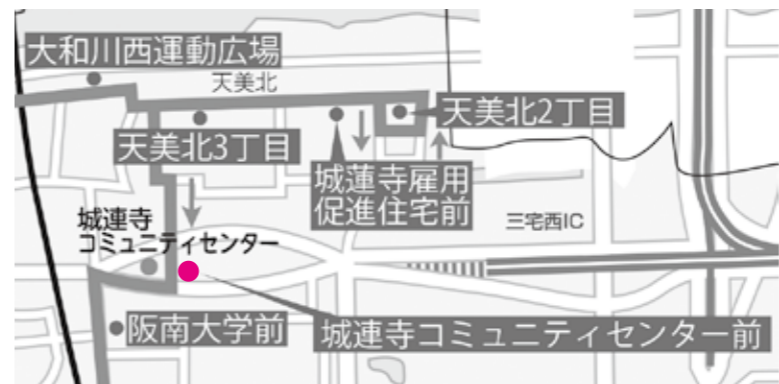 大和川西運動広場
天美北
天美北2丁目
天美北3丁目
城蓮寺雇用
促進住宅前
城連寺
コミュニティセンター
三宅西IC
阪南大学前
城連寺コミュニティセンター前